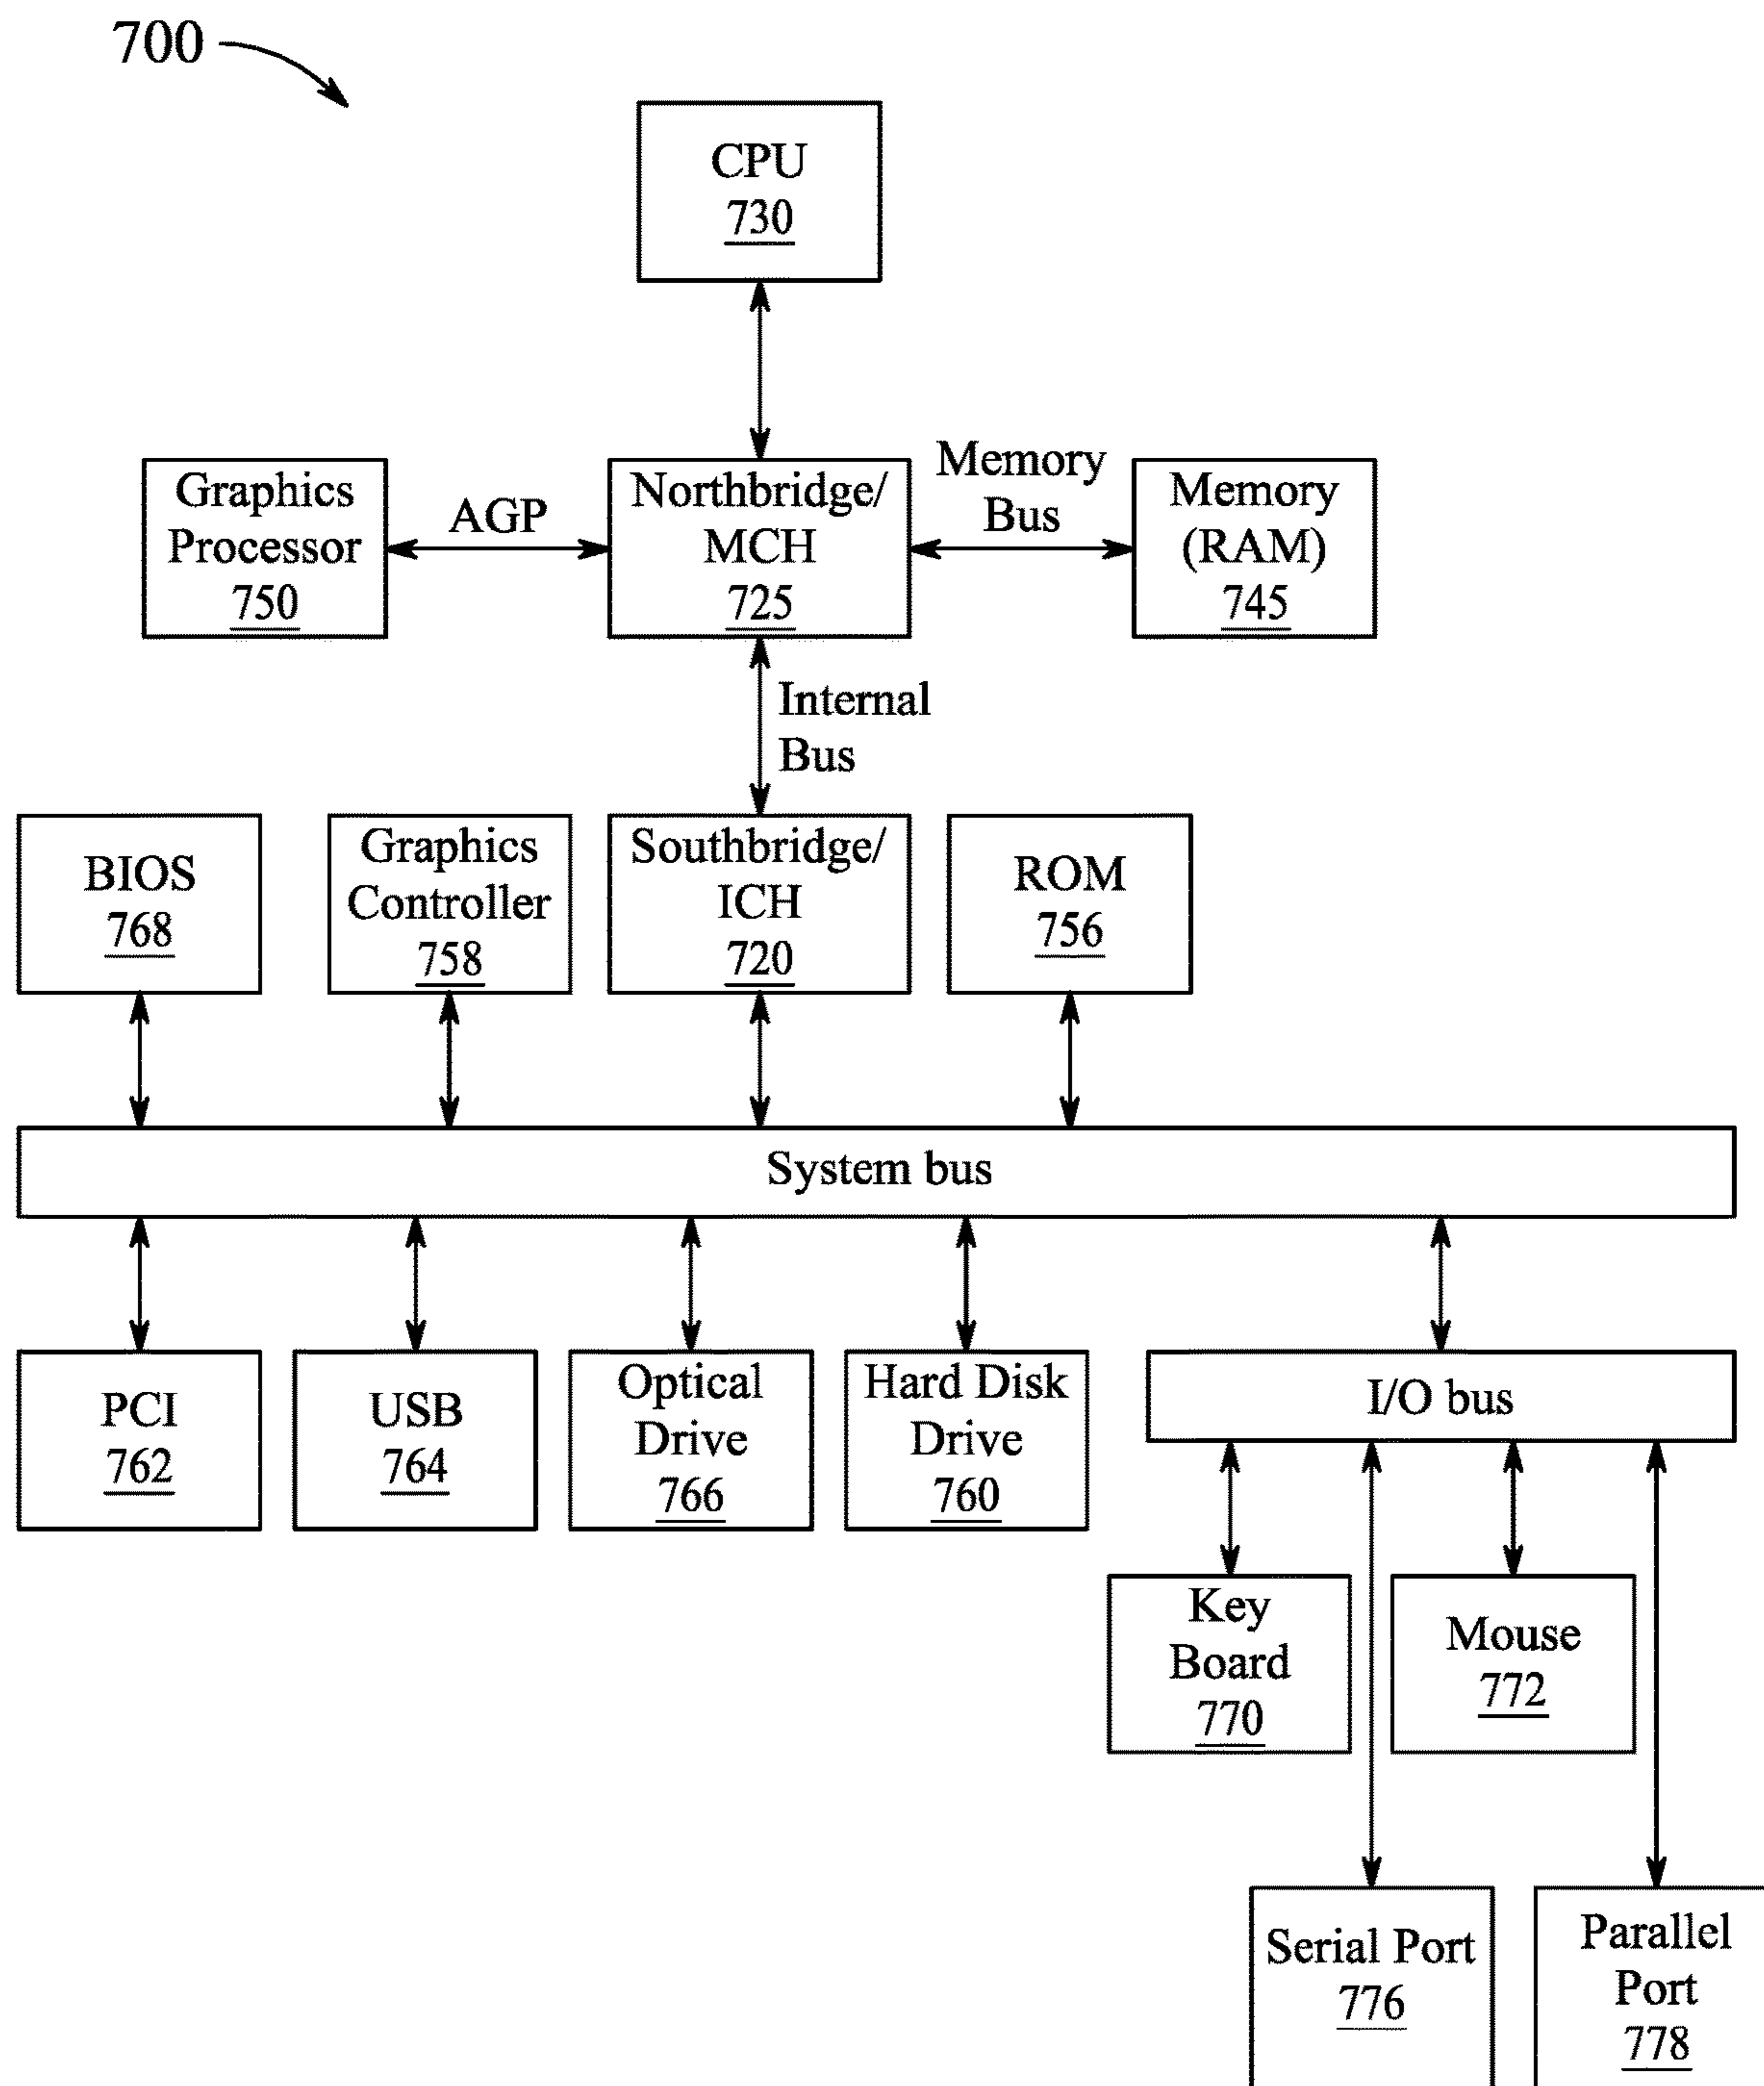 700
CPU
730
Graphics
Processor
750
AGP
Northbridge/
MCH
725
Memory
Bus
Memory
(RAM)
745
Internal
Bus
BIOS
768
Graphics
Controller
758
Southbridge/
ICH
720
ROM
756
System bus
PCI
762
USB
764
Optical
Drive
766
Hard Disk
Drive
760
I/O bus
Key
Board
770
Mouse
772
Serial Port
776
Parallel
Port
778